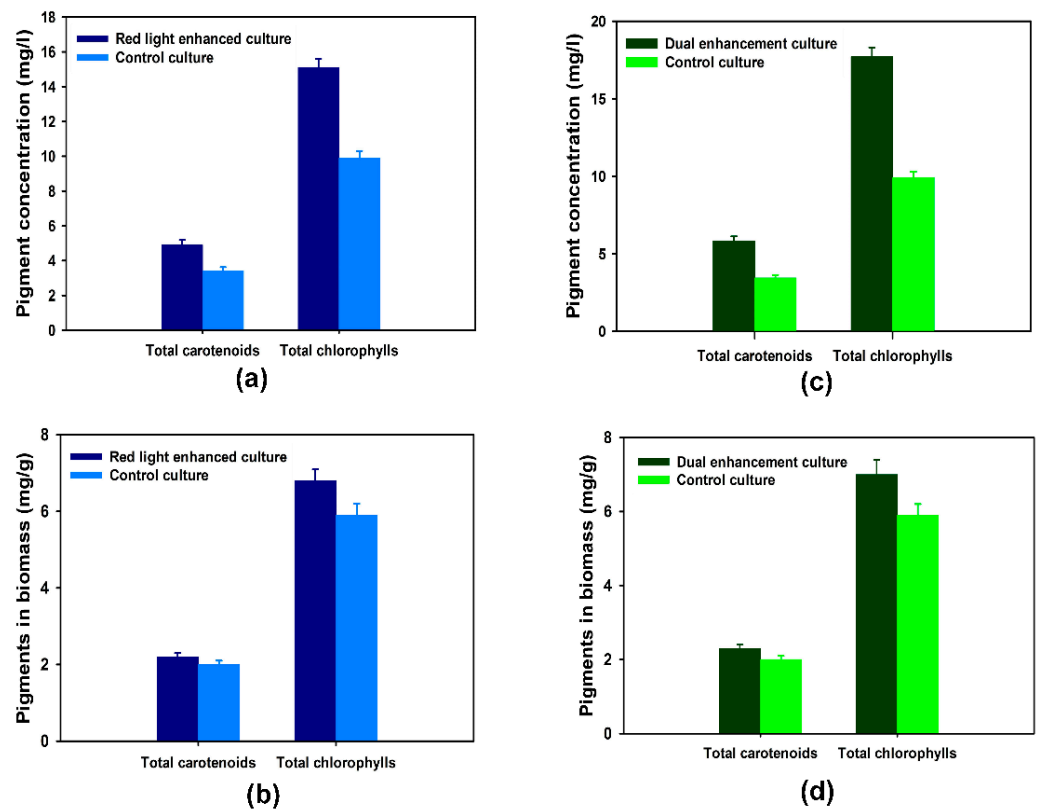 18
16
14
12
10
8
6
4
2
0
Pigment concentration (mg/l)
Red light enhanced culture
Control culture
Total carotenoids Total chlorophylls
(a)
20
15
10
5
0
Pigment concentration (mg/l)
Dual enhancement culture
Control culture
Total carotenoids Total chlorophylls
(c)
8
6
4
2
0
Pigments in biomass (mg/g)
Red light enhanced culture
Control culture
Total carotenoids Total chlorophylls
(b)
8
6
4
2
0
Pigments in biomass (mg/g)
Dual enhancement culture
Control culture
Total carotenoids Total chlorophylls
(d)